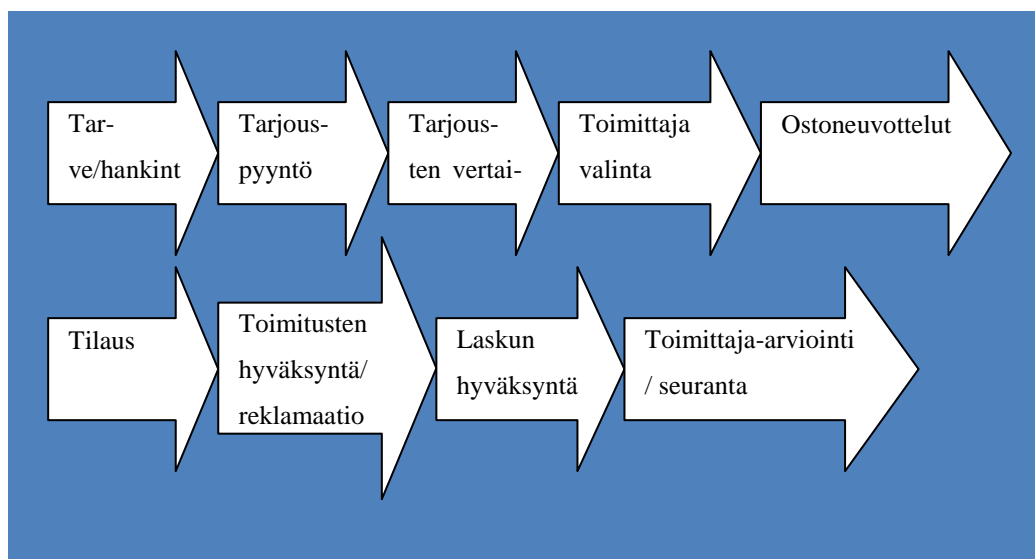 Tar-
ve/hankint
Tarjous-
pyyntö
Tarjous-
ten vertai-
Toimittaja
valinta
Ostoneuvottelut
Tilaus
Toimitusten
hyväksyntä/
reklamaatio
Laskun
hyväksyntä
Toimittaja-arviointi
/ seuranta